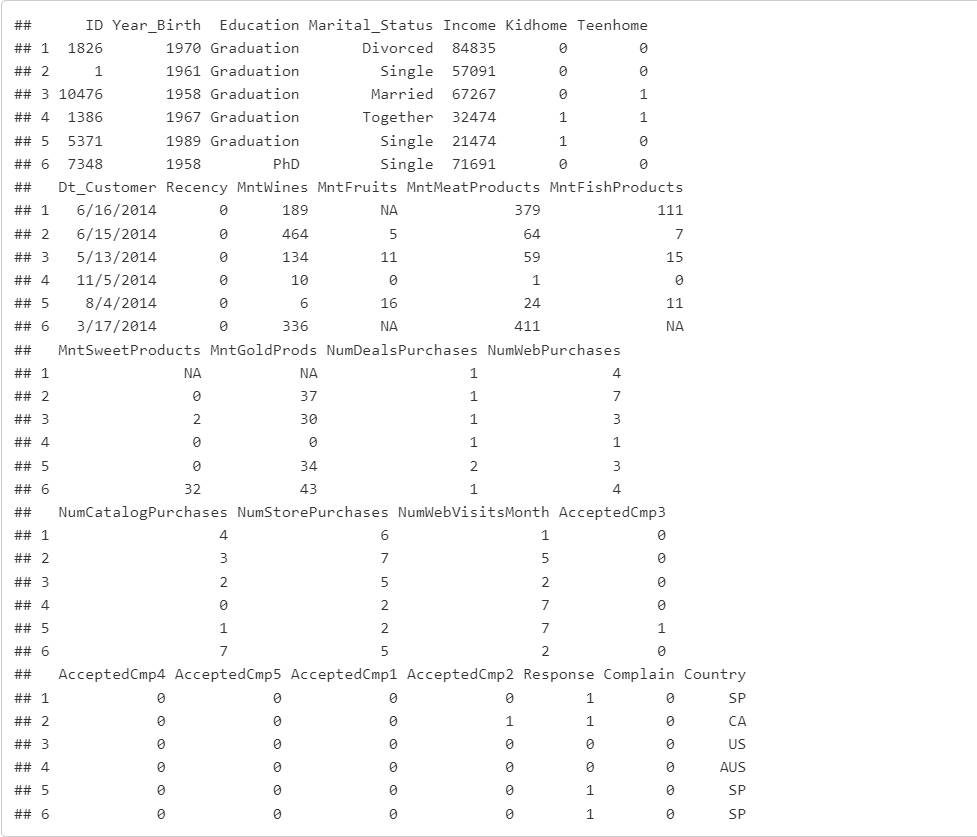 ##      ID Year_Birth  Education Marital_Status Income Kidhome Teenhome
## 1  1826       1970 Graduation       Divorced  84835       0        0
## 2     1       1961 Graduation         Single  57091       0        0
## 3 10476       1958 Graduation        Married  67267       0        1
## 4  1386       1967 Graduation       Together  32474       1        1
## 5  5371       1989 Graduation         Single  21474       1        0
## 6  7348       1958        PhD         Single  71691       0        0
##   Dt_Customer Recency MntWines MntFruits MntMeatProducts MntFishProducts
## 1   6/16/2014       0      189        NA             379             111
## 2   6/15/2014       0      464         5              64               7
## 3   5/13/2014       0      134        11              59              15
## 4   11/5/2014       0       10         0               1               0
## 5    8/4/2014       0        6        16              24              11
## 6   3/17/2014       0      336        NA             411              NA
##   MntSweetProducts MntGoldProds NumDealsPurchases NumWebPurchases
## 1               NA           NA                 1               4
## 2                0           37                 1               7
## 3                2           30                 1               3
## 4                0            0                 1               1
## 5                0           34                 2               3
## 6               32           43                 1               4
##   NumCatalogPurchases NumStorePurchases NumWebVisitsMonth AcceptedCmp3
## 1                   4                 6                 1            0
## 2                   3                 7                 5            0
## 3                   2                 5                 2            0
## 4                   0                 2                 7            0
## 5                   1                 2                 7            1
## 6                   7                 5                 2            0
##   AcceptedCmp4 AcceptedCmp5 AcceptedCmp1 AcceptedCmp2 Response Complain Country
## 1            0            0            0            0        1        0      SP
## 2            0            0            0            1        1        0      CA
## 3            0            0            0            0        0        0      US
## 4            0            0            0            0        0        0     AUS
## 5            0            0            0            0        1        0      SP
## 6            0            0            0            0        1        0      SP